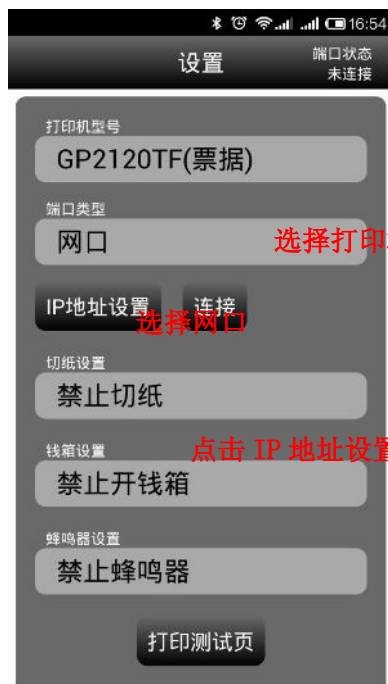 16:54
设置
端口状态
未连接
打印机型号
GP2120TF(票据)
端口类型
网口
选择打印
IP地址设置
连接
选择网口
切纸设置
禁止切纸
钱箱设置
点击 IP 地址设置
禁止开钱箱
蜂鸣器设置
禁止蜂鸣器
打印测试页